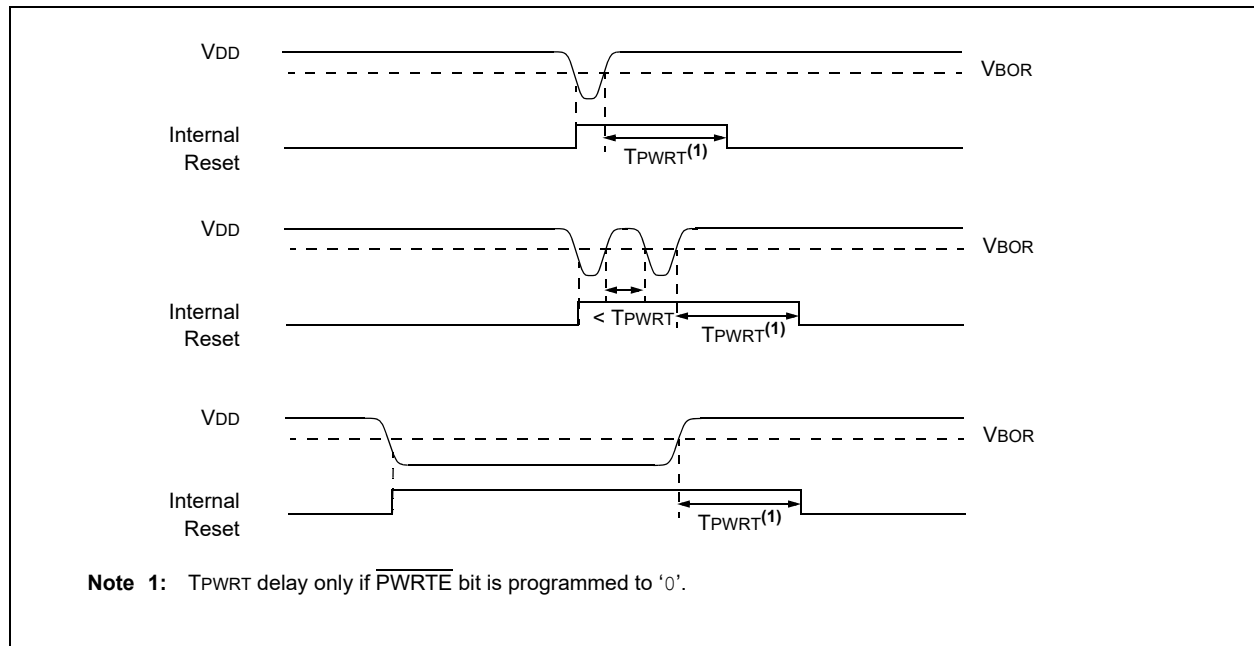 VDD
VBOR
Internal
Reset
TPWRT(1)
VDD
VBOR
Internal
Reset
< TPWRT
TPWRT(1)
VDD
VBOR
Internal
Reset
TPWRT(1)
Note 1: TPWRT delay only if PWRTE bit is programmed to ‘0’.